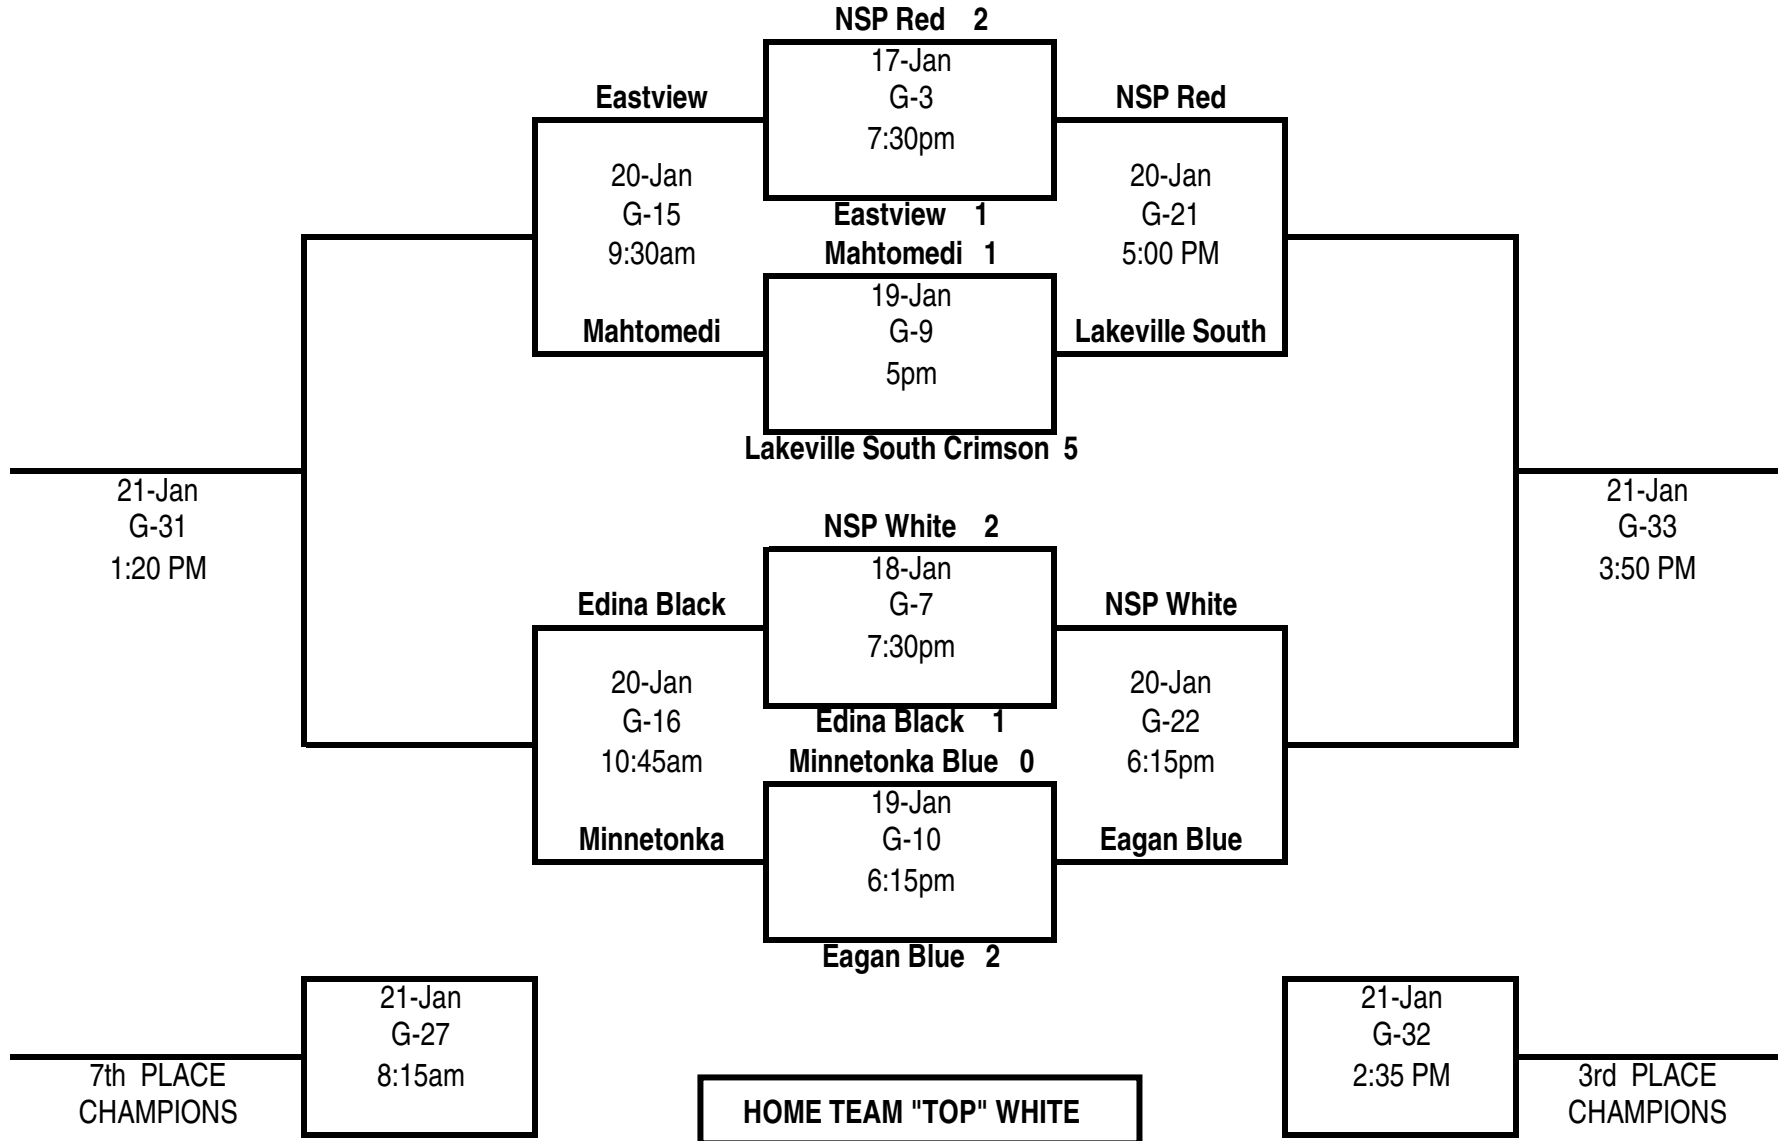 NSP Red 2
17-Jan
Eastview G-3 NSP Red
7:30pm
20-Jan 20-Jan
G-15 Eastview 1 G-21
9:30am Mahtomedi 1 5:00 PM
19-Jan
Mahtomedi G-9 Lakeville South
5pm
Lakeville South Crimson 5
21-Jan 21-Jan
G-31 NSP White 2 G-33
1:20 PM 18-Jan 3:50 PM
Edina Black G-7 NSP White
7:30pm
20-Jan 20-Jan
G-16 Edina Black 1 G-22
10:45am Minnetonka Blue 0 6:15pm
19-Jan
Minnetonka G-10 Eagan Blue
6:15pm
Eagan Blue 2
21-Jan 21-Jan
G-27 G-32
7th PLACE 8:15am 2:35 PM 3rd PLACE
CHAMPIONS HOME TEAM "TOP" WHITE CHAMPIONS